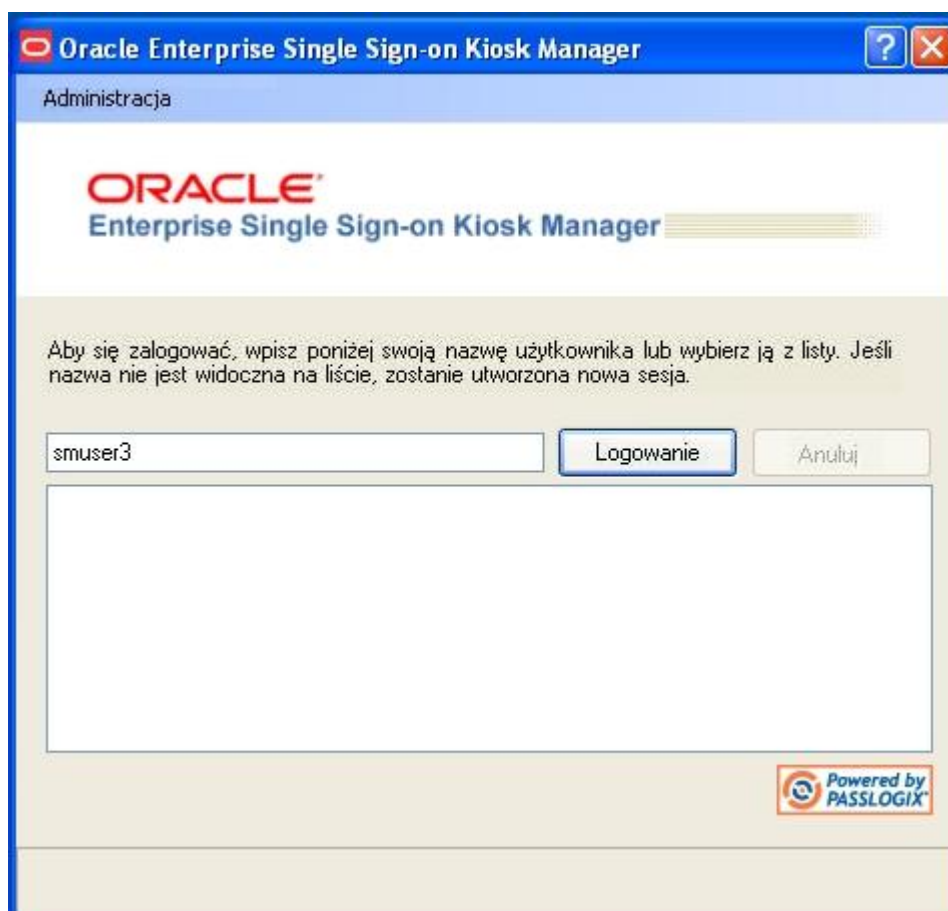 Oracle Enterprise Single Sign-on Kiosk Manager
Administracja
ORACLE
Enterprise Single Sign-on Kiosk Manager
Aby się zalogować, wpisz poniżej swoją nazwę użytkownika lub wybierz ją z listy. Jeśli
nazwa nie jest widoczna na liście, zostanie utworzona nowa sesja.
smuser3 Logowanie Anuluj
Powered by
PASSLOGIX